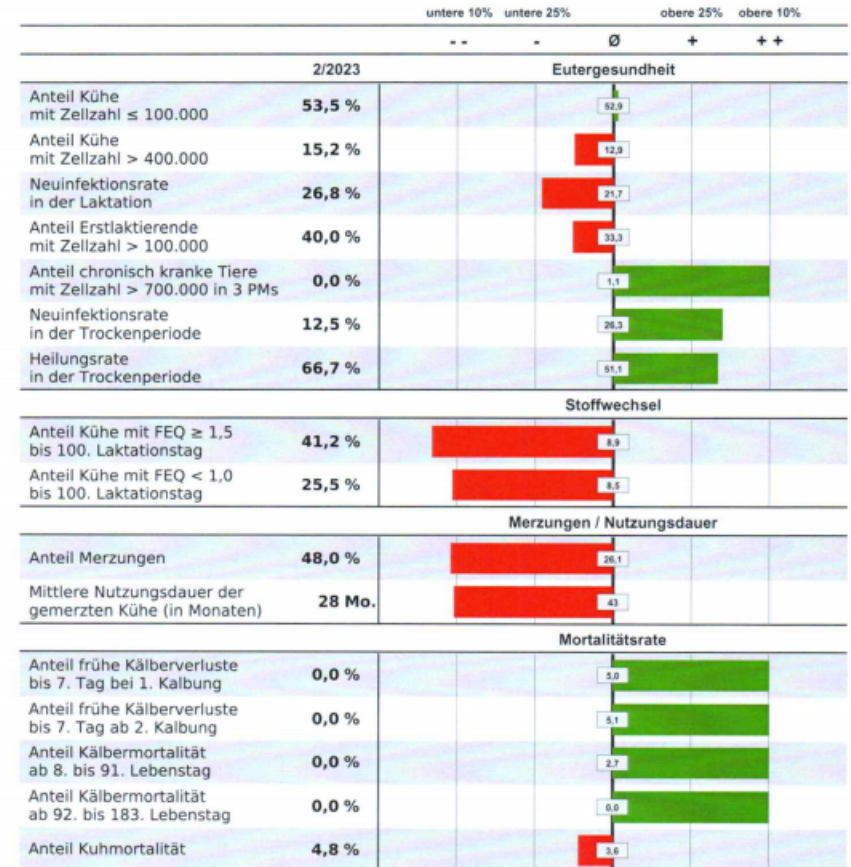 untere 10% untere 25% obere 25% obere 10%
- - - Ø + + +
2/2023 Eutergesundheit
Anteil Kühe
mit Zellzahl ≤ 100.000 53,5 % 52,9
Anteil Kühe
mit Zellzahl > 400.000 15,2 % 12,9
Neuinfektionsrate
in der Laktation 26,8 % 21,7
Anteil Erstlaktierende
mit Zellzahl > 100.000 40,0 % 33,3
Anteil chronisch kranke Tiere
mit Zellzahl > 700.000 in 3 PMs 0,0 % 1,1
Neuinfektionsrate
in der Trockenperiode 12,5 % 26,3
Heilungsrate
in der Trockenperiode 66,7 % 51,1
Stoffwechsel
Anteil Kühe mit FEQ ≥ 1,5
bis 100. Laktationstag 41,2 % 8,9
Anteil Kühe mit FEQ < 1,0
bis 100. Laktationstag 25,5 % 8,5
Merzungen / Nutzungsdauer
Anteil Merzungen 48,0 % 26,1
Mittlere Nutzungsdauer der
gemerzten Kühe (in Monaten) 28 Mo. 43
Mortalitätsrate
Anteil frühe Kälberverluste
bis 7. Tag bei 1. Kalbung 0,0 % 5,0
Anteil frühe Kälberverluste
bis 7. Tag ab 2. Kalbung 0,0 % 5,1
Anteil Kälbermortalität
ab 8. bis 91. Lebenstag 0,0 % 2,7
Anteil Kälbermortalität
ab 92. bis 183. Lebenstag 0,0 % 0,0
Anteil Kuhmortalität 4,8 % 3,6